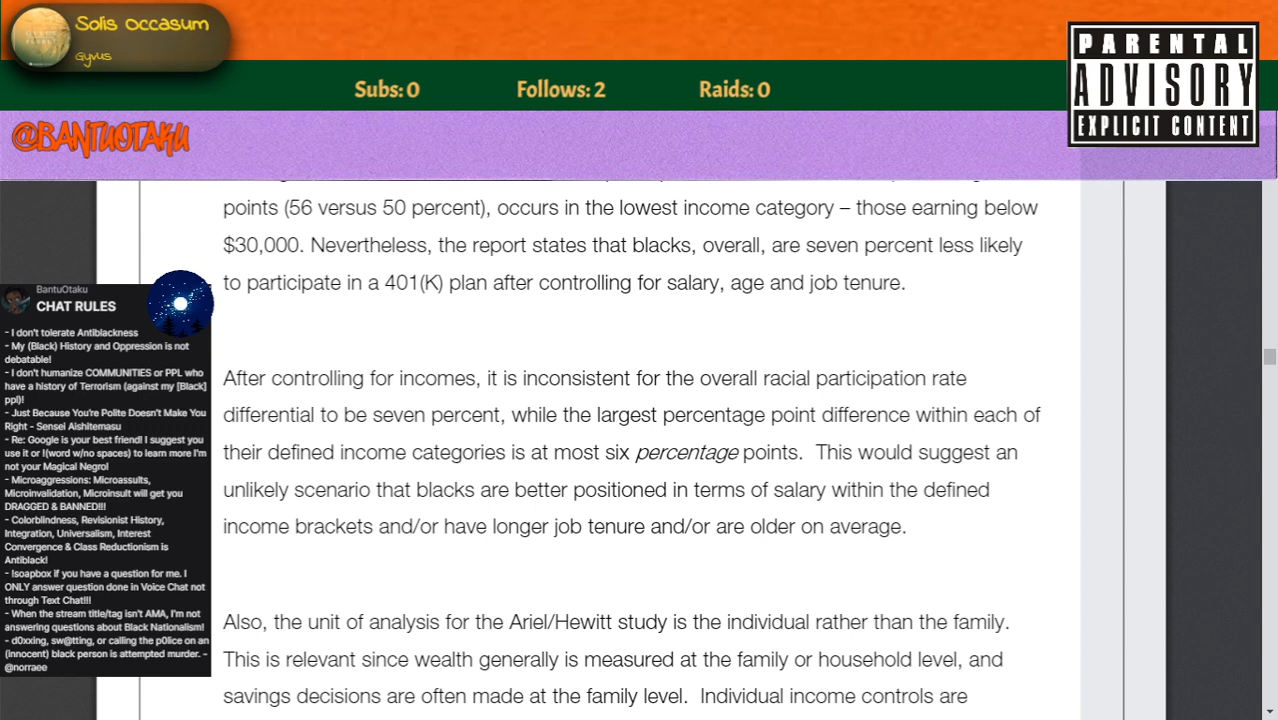 Solis Occasum
Gyvus
PARENTAL
ADVISORY
EXPLICIT CONTENT
Subs: 0
Follows: 2
Raids: 0
@BANTUOTAKU
points (56 versus 50 percent), occurs in the lowest income category – those earning below
$30,000. Nevertheless, the report states that blacks, overall, are seven percent less likely
to participate in a 401(K) plan after controlling for salary, age and job tenure.
After controlling for incomes, it is inconsistent for the overall racial participation rate
differential to be seven percent, while the largest percentage point difference within each of
their defined income categories is at most six percentage points. This would suggest an
unlikely scenario that blacks are better positioned in terms of salary within the defined
income brackets and/or have longer job tenure and/or are older on average.
Also, the unit of analysis for the Ariel/Hewitt study is the individual rather than the family.
This is relevant since wealth generally is measured at the family or household level, and
savings decisions are often made at the family level. Individual income controls are
BantuOtaku
CHAT RULES
- I don't tolerate Antiblackness
- My (Black) History and Oppression is not
debatable!
- I don't humanize COMMUNITIES or PPL who
have a history of Terrorism (against my [Black]
ppl)!
- Just Because You're Polite Doesn't Make You
Right - Sensei Aishitemasu
- Re: Google is your best friend! I suggest you
use it or !(word w/no spaces) to learn more I'm
not your Magical Negro!
- Microaggressions: Microassults,
Microinvalidation, Microinsult will get you
DRAGGED & BANNED!!!
- Colorblindness, Revisionist History,
Integration, Universalism, Interest
Convergence & Class Reductionism is
Antiblack!
- !soapbox if you have a question for me. I
ONLY answer question done in Voice Chat not
through Text Chat!!!
- When the stream title/tag isn't AMA, I'm not
answering questions about Black Nationalism!
- d0xxing, sw@tting, or calling the p0lice on an
(innocent) black person is attempted murder. -
@norraee